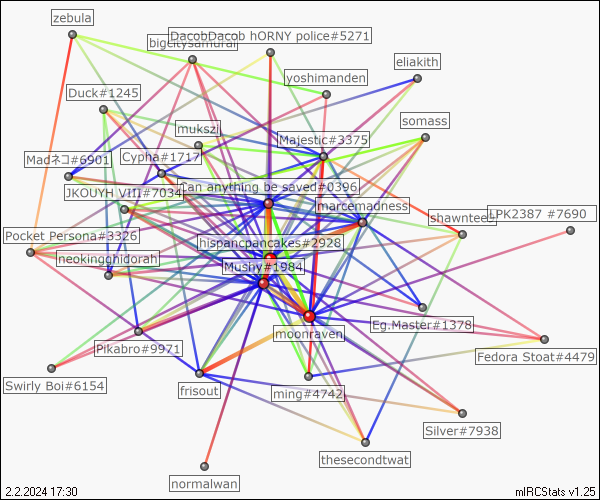 zebula
DacobDacob hORNY police#5271
bigcitysamurai
eliakith
yoshimanden
Duck#1245
somass
mukszi
Majestic#3375
Madネコ#6901
Cypha#1717
JKOUYH VIII#7034
Can anything be saved#0396
marcemadness
shawnteet
LPK2387 #7690
Pocket Persona#3326
hispancpancakes#2928
neokingghidorah
Mushy#1984
Eg.Master#1378
moonraven
Pikabro#9971
Fedora Stoat#4479
Swirly Boi#6154
frisout
ming#4742
Silver#7938
thesecondtwat
normalwan
2.2.2024 17:30
mIRCStats v1.25